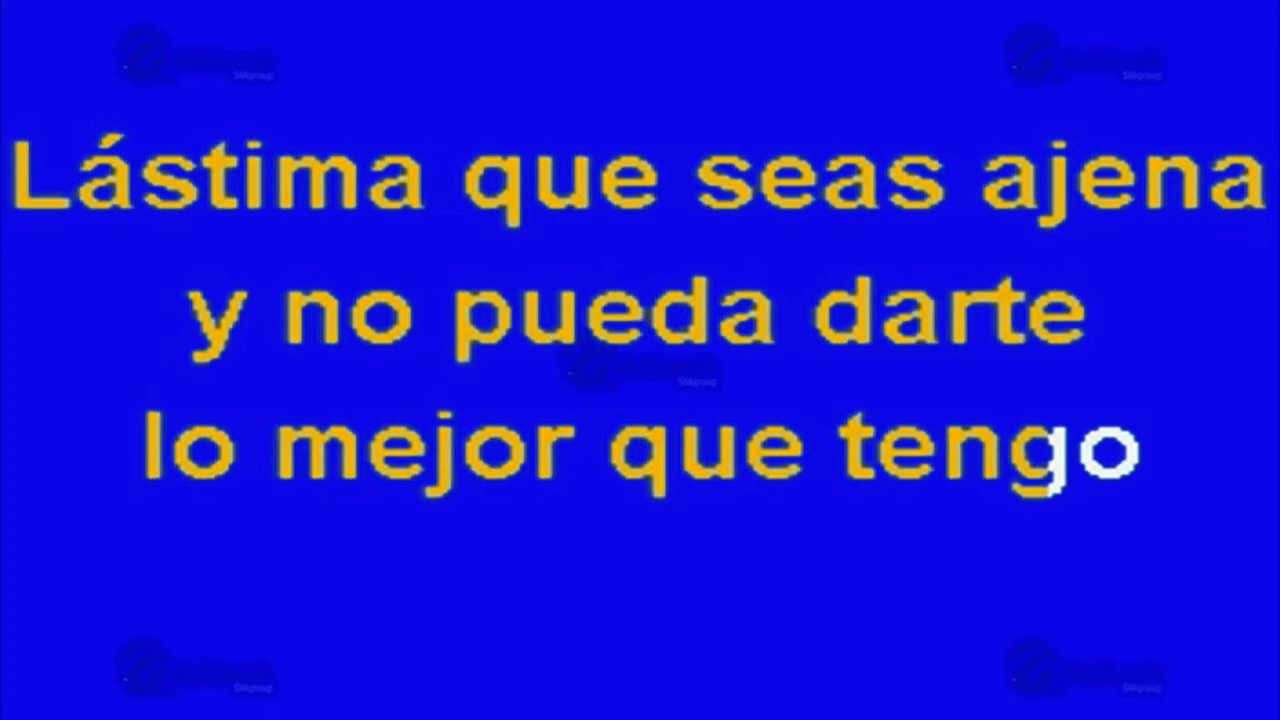 Lástima que seas ajena
y no pueda darte
lo mejor que tengo